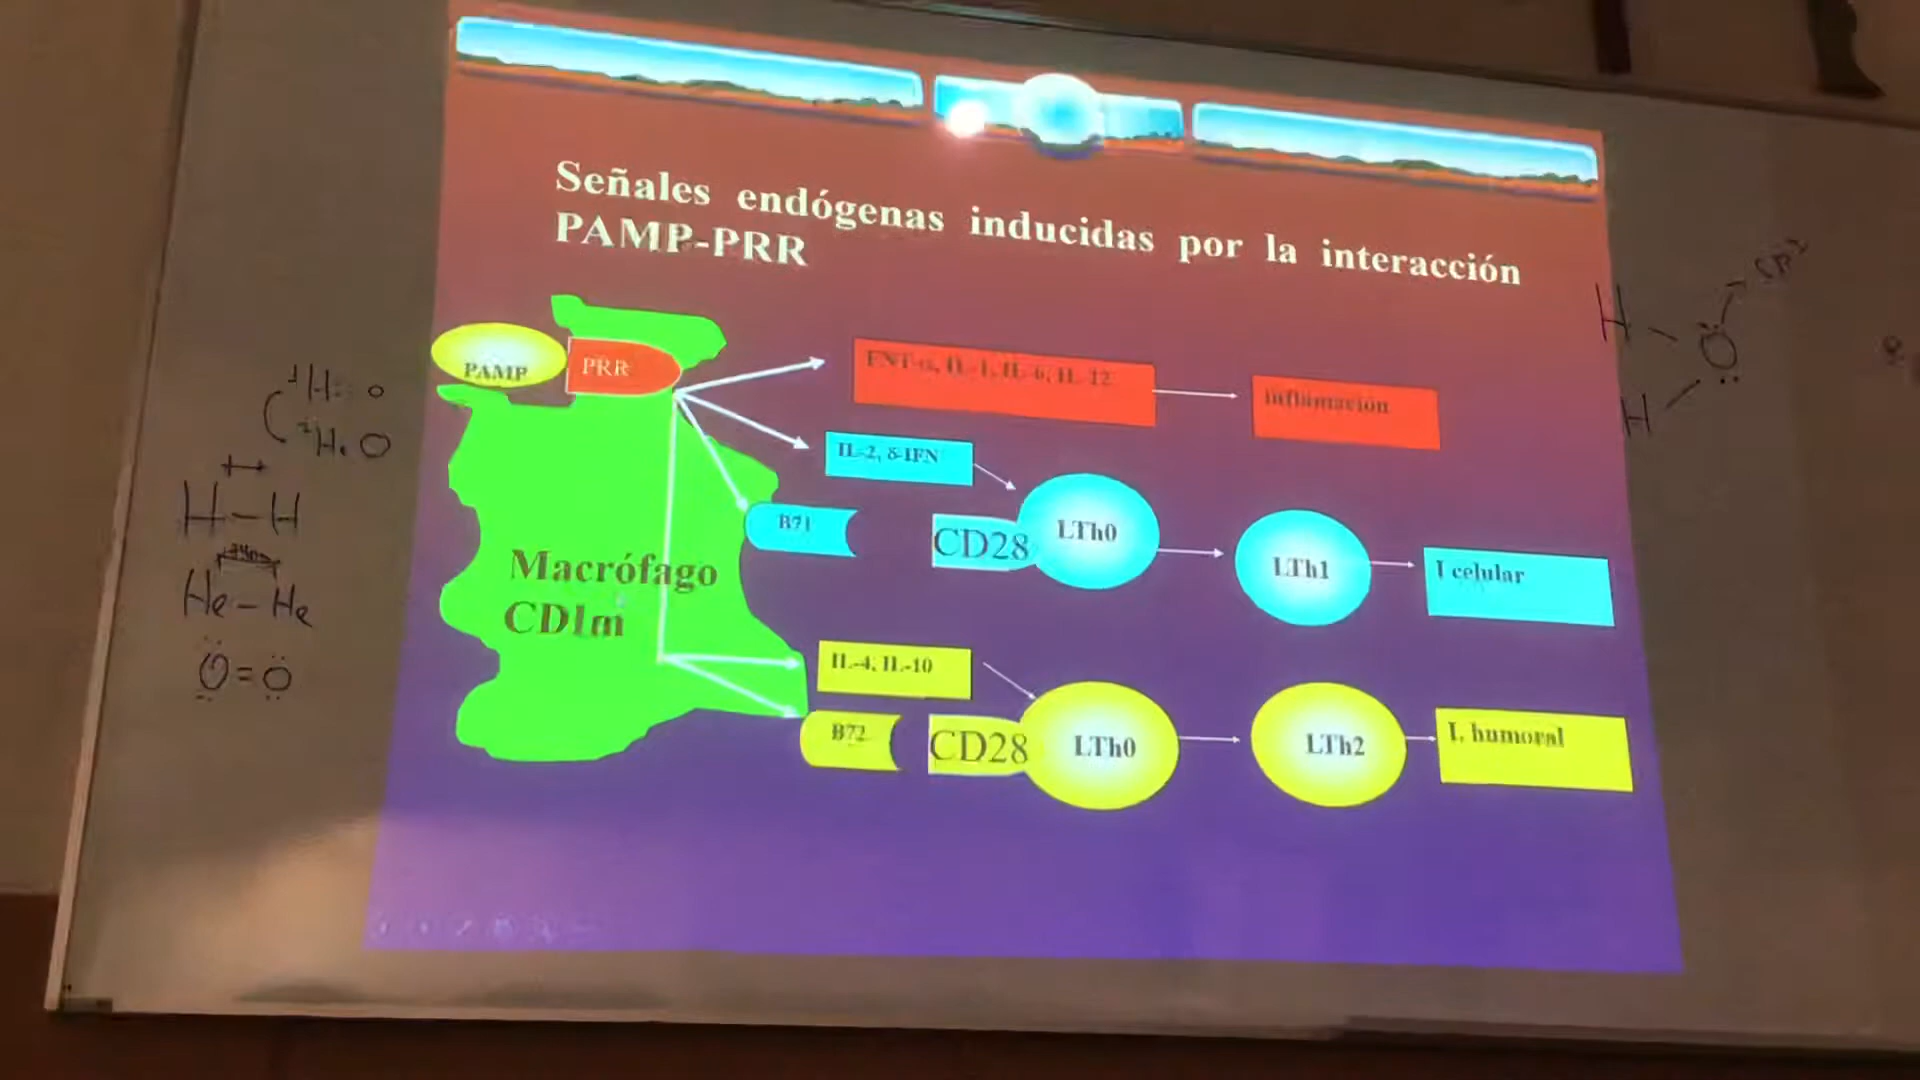 Señales endógenas inducidas por la interacción
PAMP-PRR
PAMP
PRR
FNT-α, IL-1, IL-6, IL-12
inflamación
IL-2, δ-IFN
B71
CD28
LTh0
LTh1
I celular
Macrófago
CD1m
IL-4, IL-10
B72
CD28
LTh0
LTh2
I. humoral
H-H
He-He
O=O
H
O
H